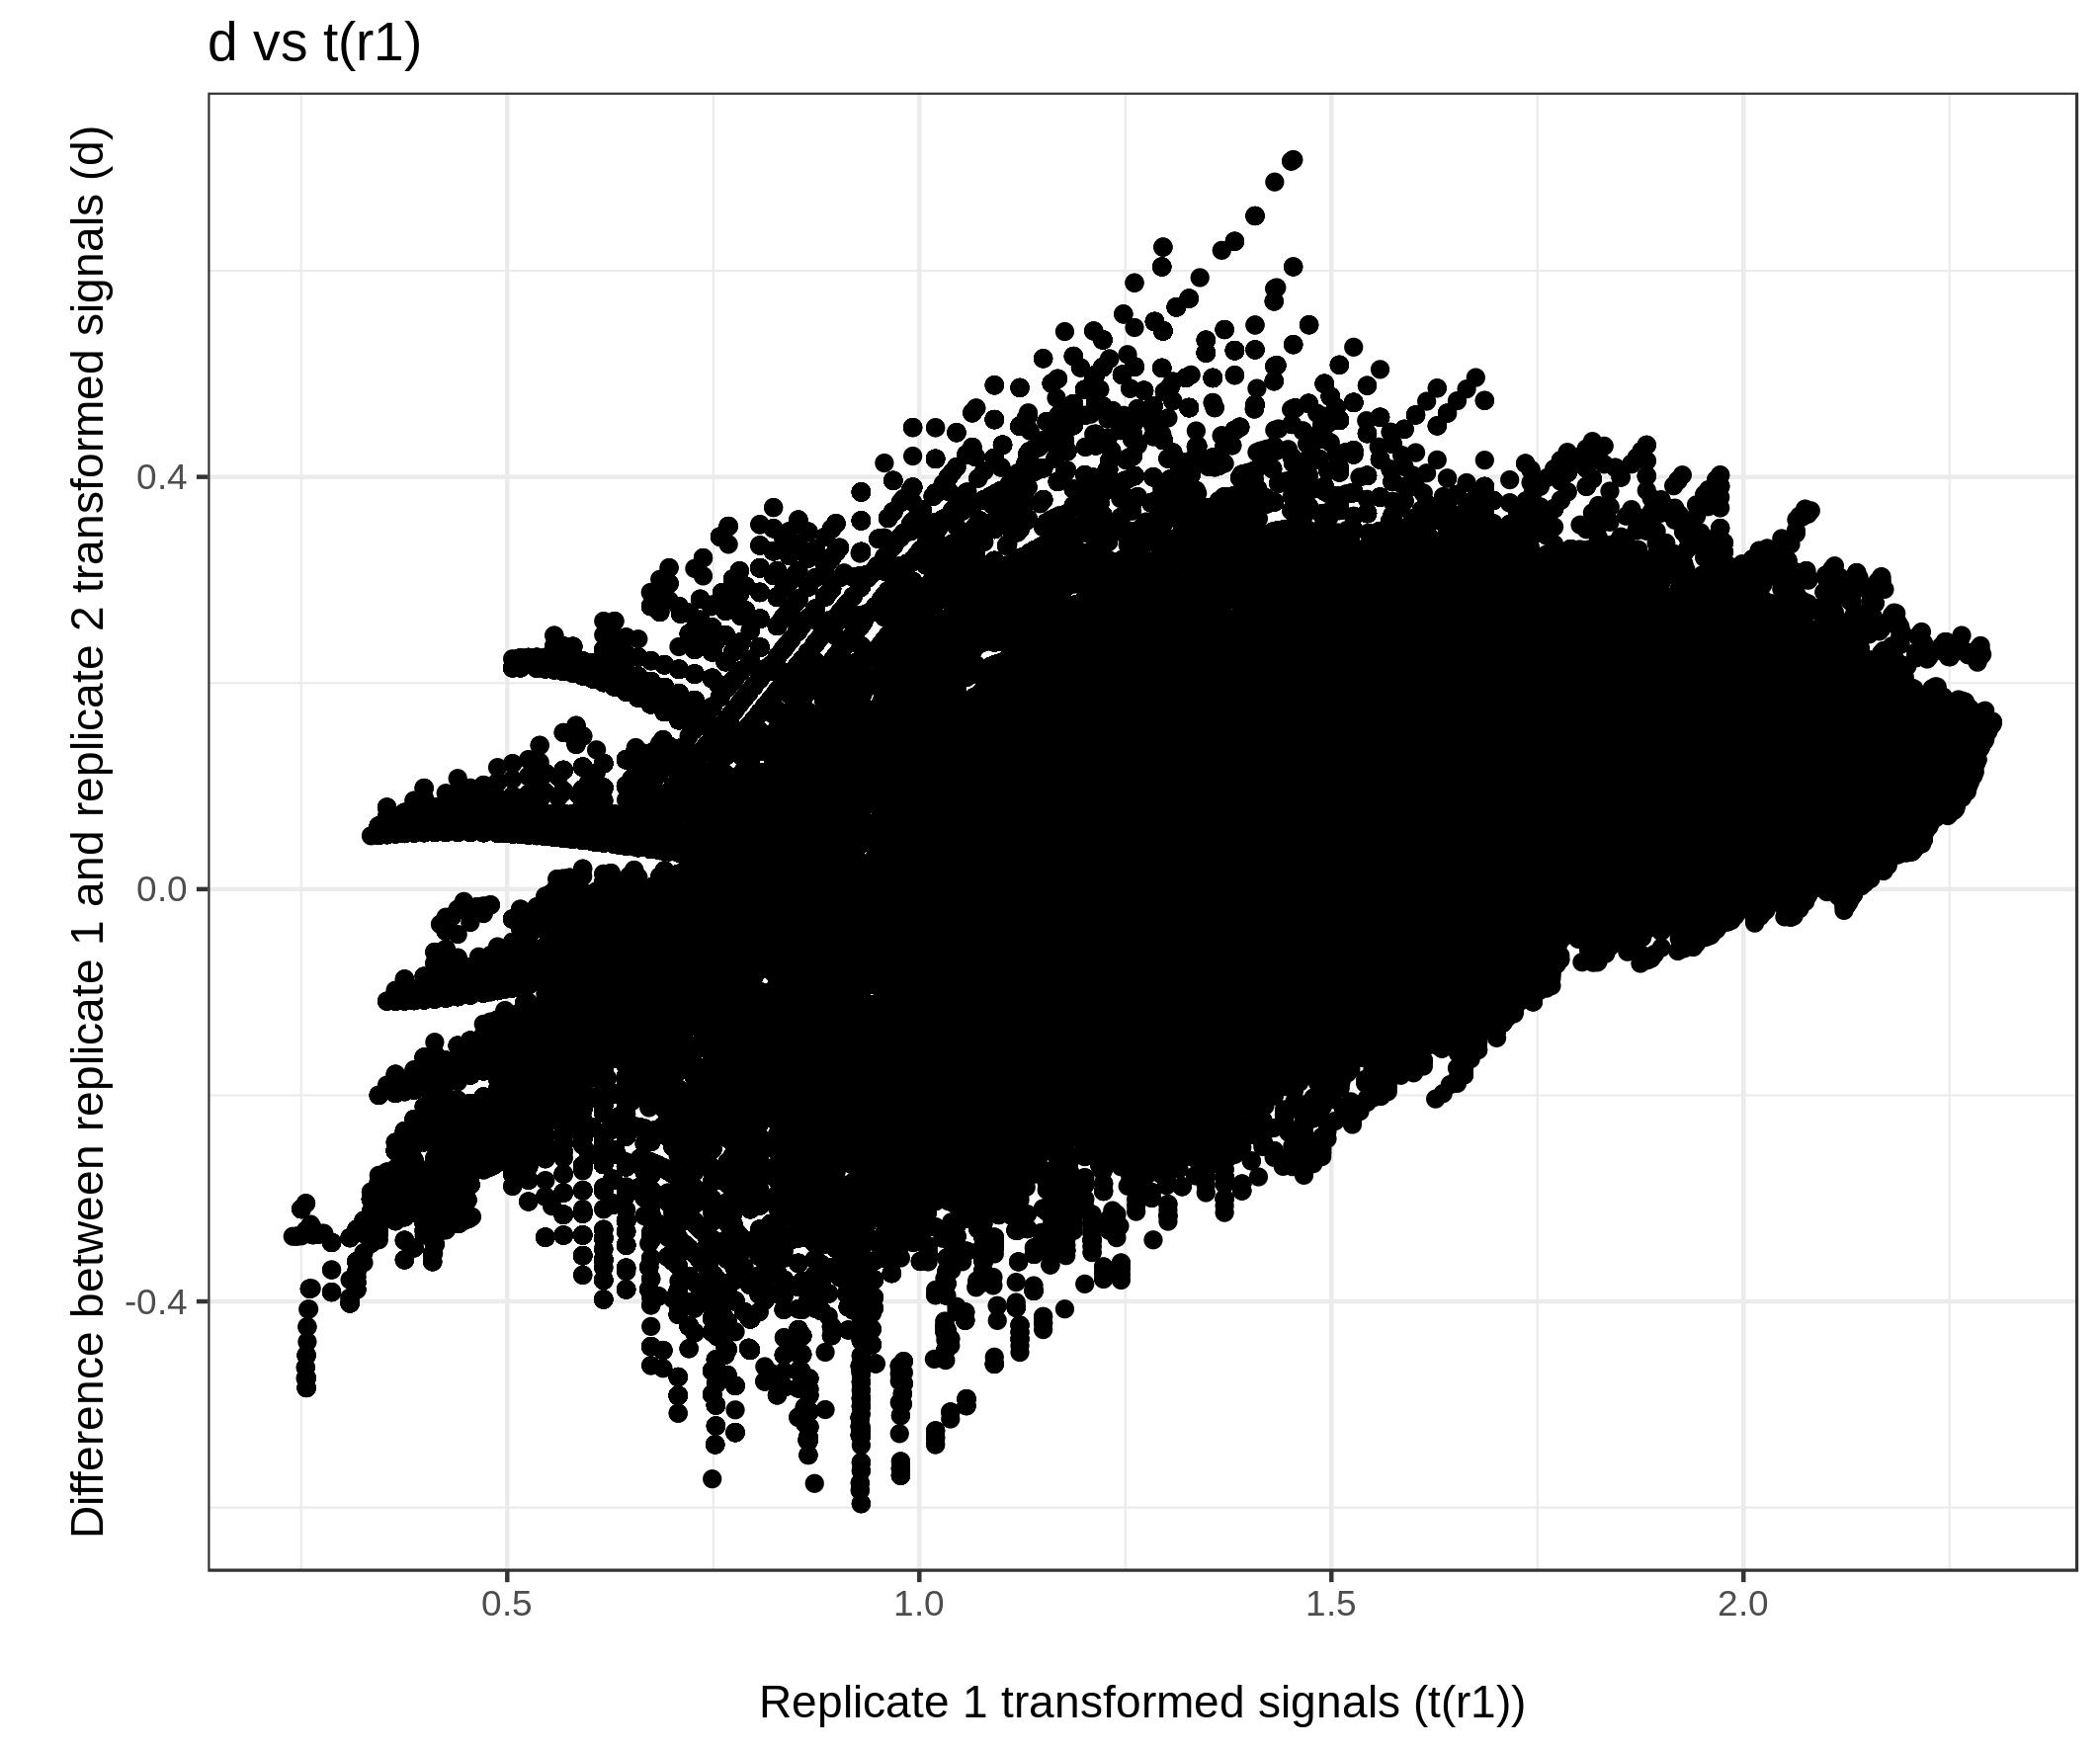 d vs t(r1)
Difference between replicate 1 and replicate 2 transformed signals (d)
0.4
0.0
-0.4
0.5
1.0
1.5
2.0
Replicate 1 transformed signals (t(r1))